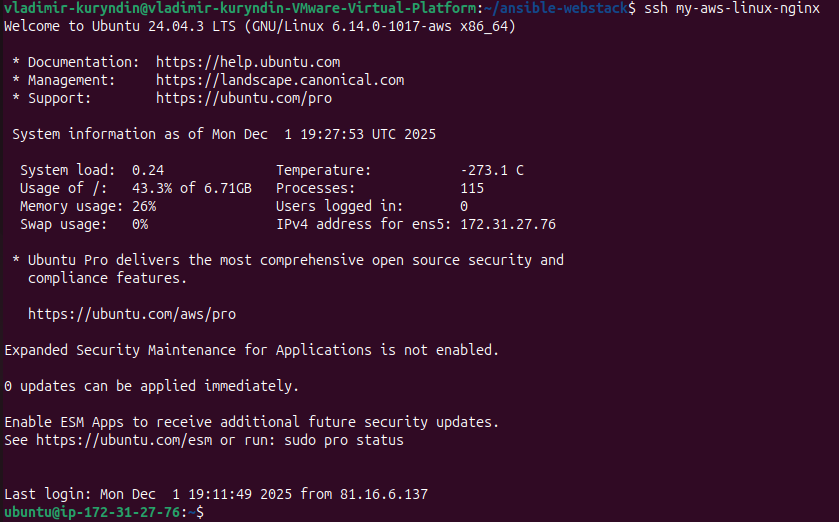 vladimir-kuryndin@vladimir-kuryndin-VMware-Virtual-Platform:~/ansible-webstack$ ssh my-aws-linux-nginx
Welcome to Ubuntu 24.04.3 LTS (GNU/Linux 6.14.0-1017-aws x86_64)

 * Documentation:  https://help.ubuntu.com
 * Management:     https://landscape.canonical.com
 * Support:        https://ubuntu.com/pro

 System information as of Mon Dec  1 19:27:53 UTC 2025

  System load:  0.24              Temperature:           -273.1 C
  Usage of /:   43.3% of 6.71GB   Processes:             115
  Memory usage: 26%               Users logged in:       0
  Swap usage:   0%                IPv4 address for ens5: 172.31.27.76

 * Ubuntu Pro delivers the most comprehensive open source security and
   compliance features.

   https://ubuntu.com/aws/pro

Expanded Security Maintenance for Applications is not enabled.

0 updates can be applied immediately.

Enable ESM Apps to receive additional future security updates.
See https://ubuntu.com/esm or run: sudo pro status


Last login: Mon Dec  1 19:11:49 2025 from 81.16.6.137
ubuntu@ip-172-31-27-76:~$